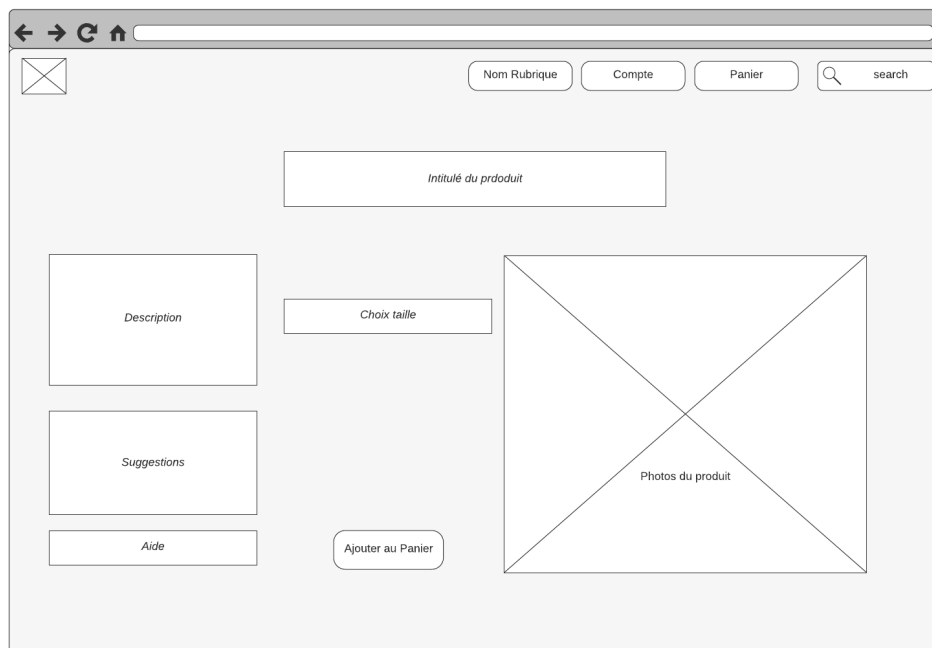 Nom Rubrique
Compte
Panier
search
Intitulé du prdoduit
Description
Choix taille
Suggestions
Photos du produit
Aide
Ajouter au Panier